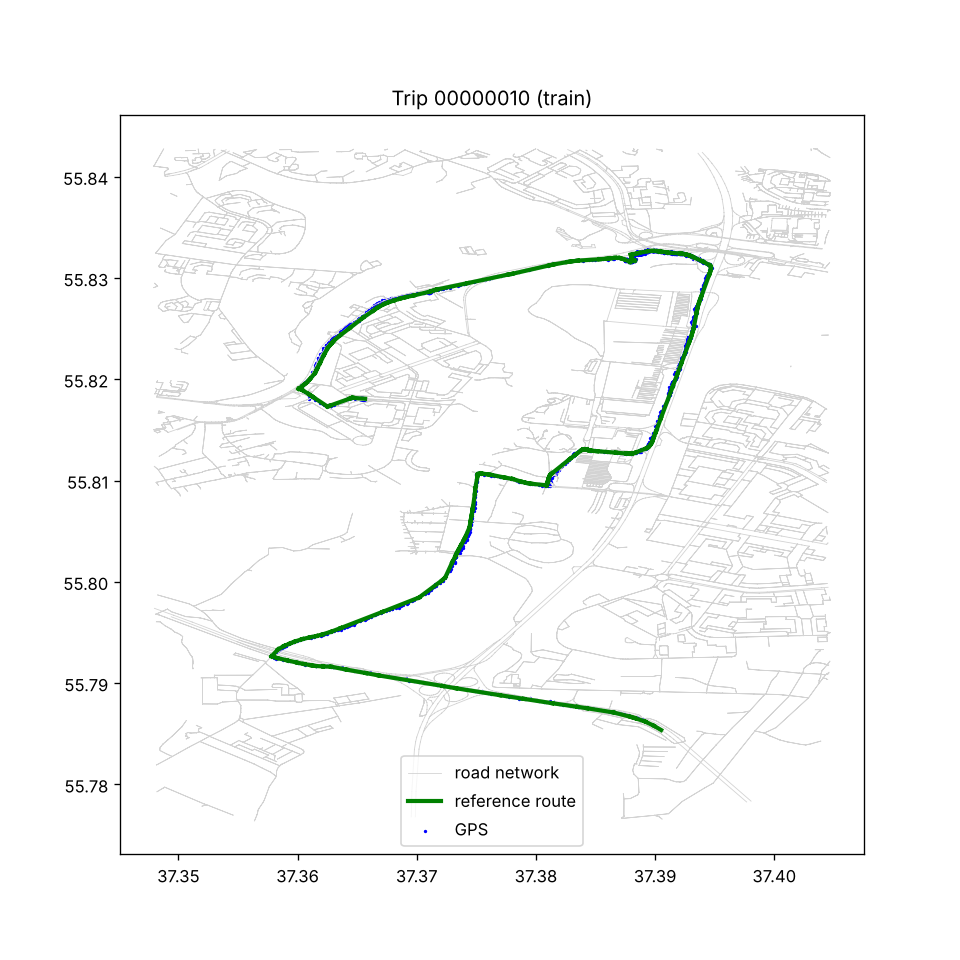 Trip 00000010 (train)
55.84
55.83
55.82
55.81
55.80
55.79
55.78
road network
reference route
GPS
37.35 37.36 37.37 37.38 37.39 37.40